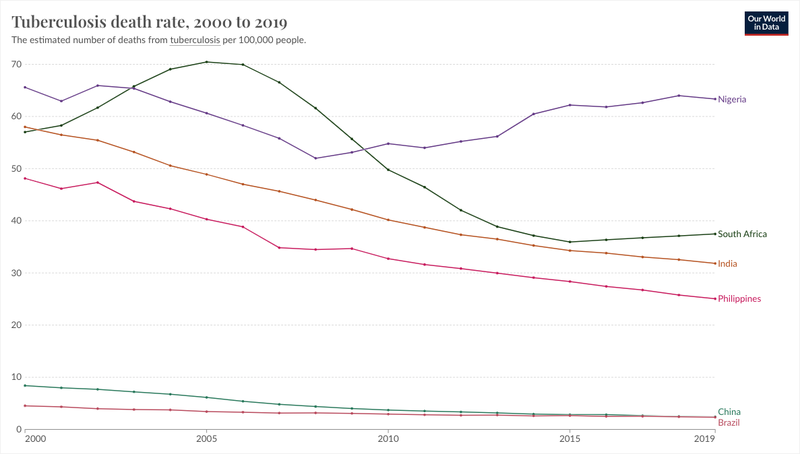 Tuberculosis death rate, 2000 to 2019
The estimated number of deaths from tuberculosis per 100,000 people.
Our World
in Data
70
60
50
40
30
20
10
0
Nigeria
South Africa
India
Philippines
China
Brazil
2000
2005
2010
2015
2019